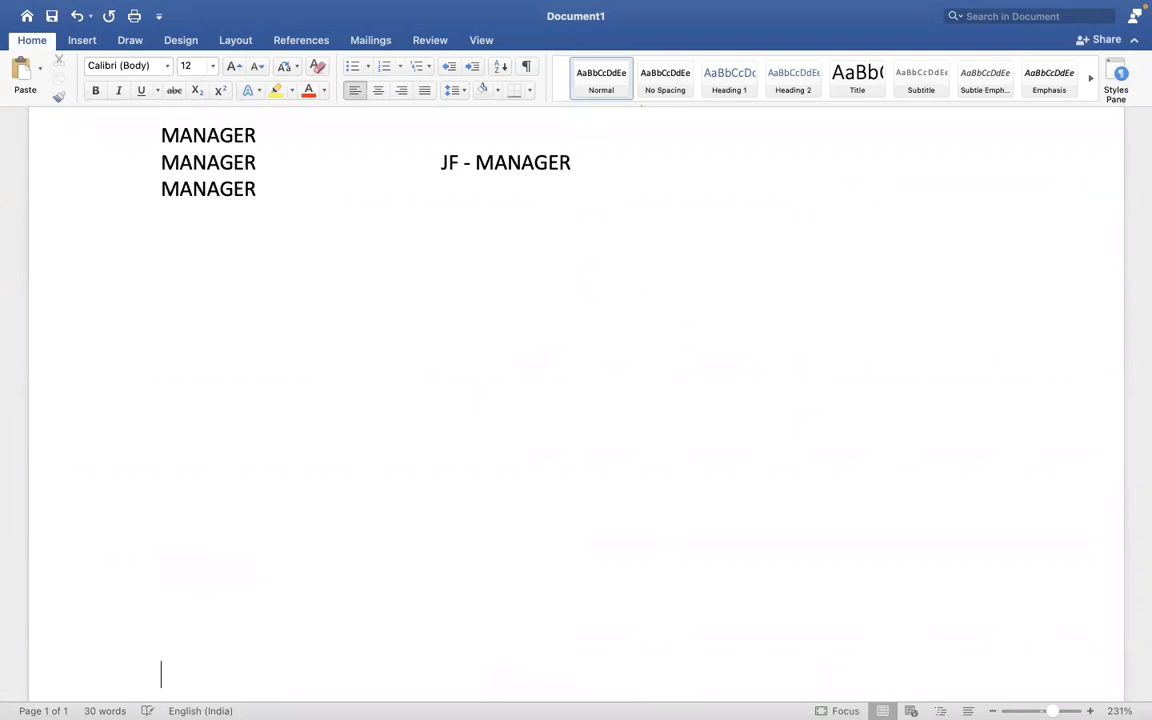 Document1
Search in Document
Home Insert Draw Design Layout References Mailings Review View Share
Paste
Calibri (Body) 12
AaBbCcDdEe AaBbCcDdEe AaBbCcDc AaBbCcDdEe AaBb( AaBbCcDdEe AaBbCcDdEe AaBbCcDdEe
Normal No Spacing Heading 1 Heading 2 Title Subtitle Subtle Emph... Emphasis Styles Pane
MANAGER
MANAGER JF - MANAGER
MANAGER
Page 1 of 1 30 words English (India) Focus 231%